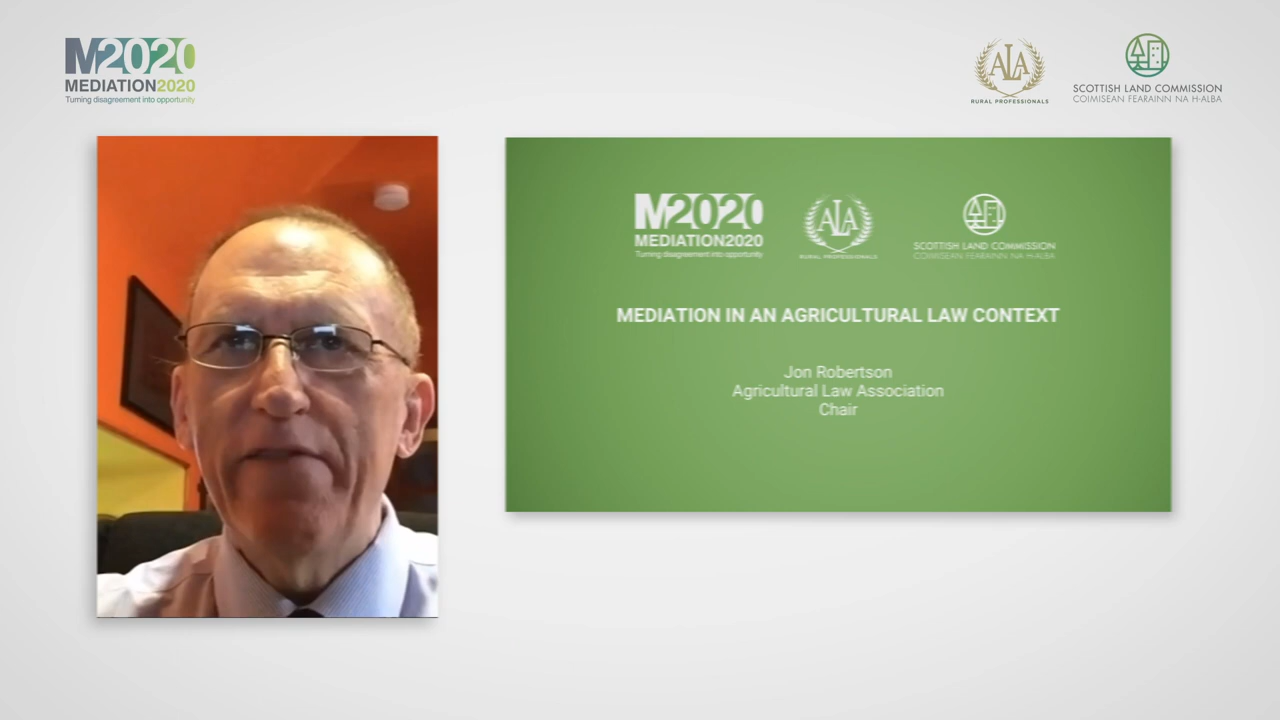 M2020
MEDIATION2020
Turning disagreement into opportunity
ALA
RURAL PROFESSIONALS
SCOTTISH LAND COMMISSION
COIMISEAN FEARAINN NA H-ALBA
M2020
MEDIATION2020
Turning disagreement into opportunity
ALA
RURAL PROFESSIONALS
SCOTTISH LAND COMMISSION
COIMISEAN FEARAINN NA H-ALBA
MEDIATION IN AN AGRICULTURAL LAW CONTEXT
Jon Robertson
Agricultural Law Association
Chair